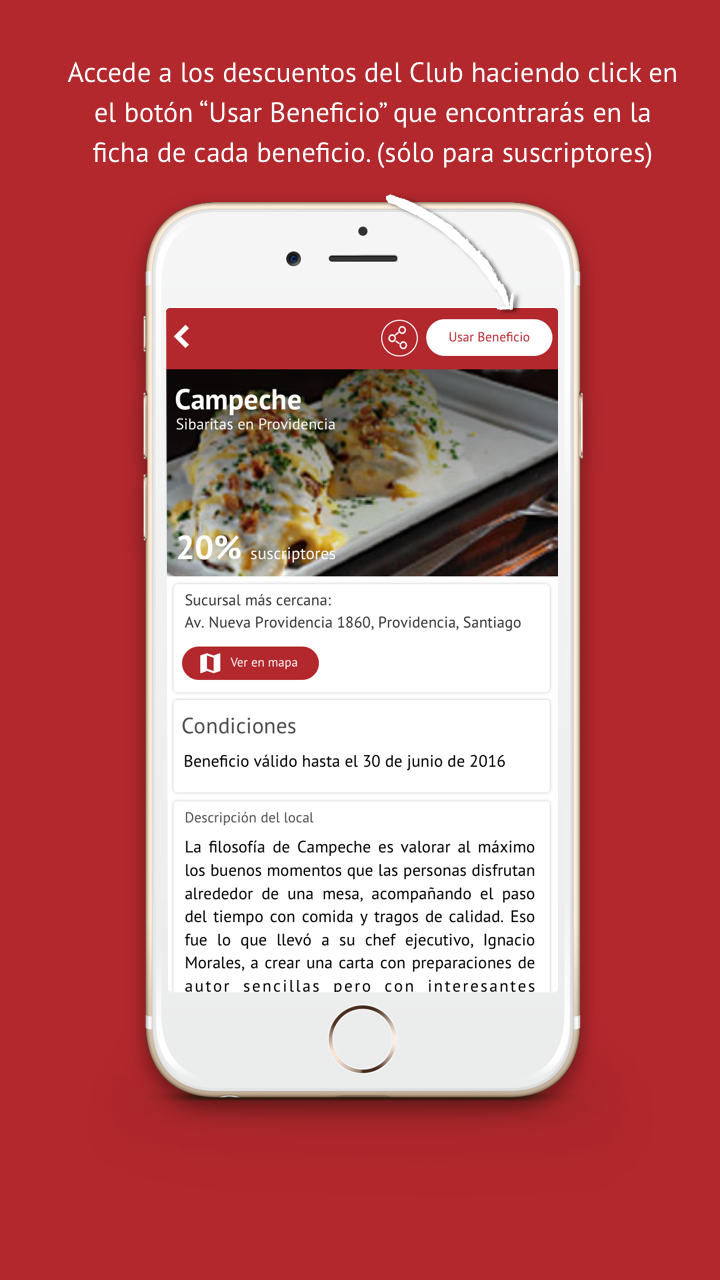 Accede a los descuentos del Club haciendo click en
el botón “Usar Beneficio” que encontrarás en la
ficha de cada beneficio. (sólo para suscriptores)
Usar Beneficio
Campeche
Sibaritas en Providencia
20% suscriptores
Sucursal más cercana:
Av. Nueva Providencia 1860, Providencia, Santiago
Ver en mapa
Condiciones
Beneficio válido hasta el 30 de junio de 2016
Descripción del local
La filosofía de Campeche es valorar al máximo
los buenos momentos que las personas disfrutan
alrededor de una mesa, acompañando el paso
del tiempo con comida y tragos de calidad. Eso
fue lo que llevó a su chef ejecutivo, Ignacio
Morales, a crear una carta con preparaciones de
autor sencillas pero con interesantes